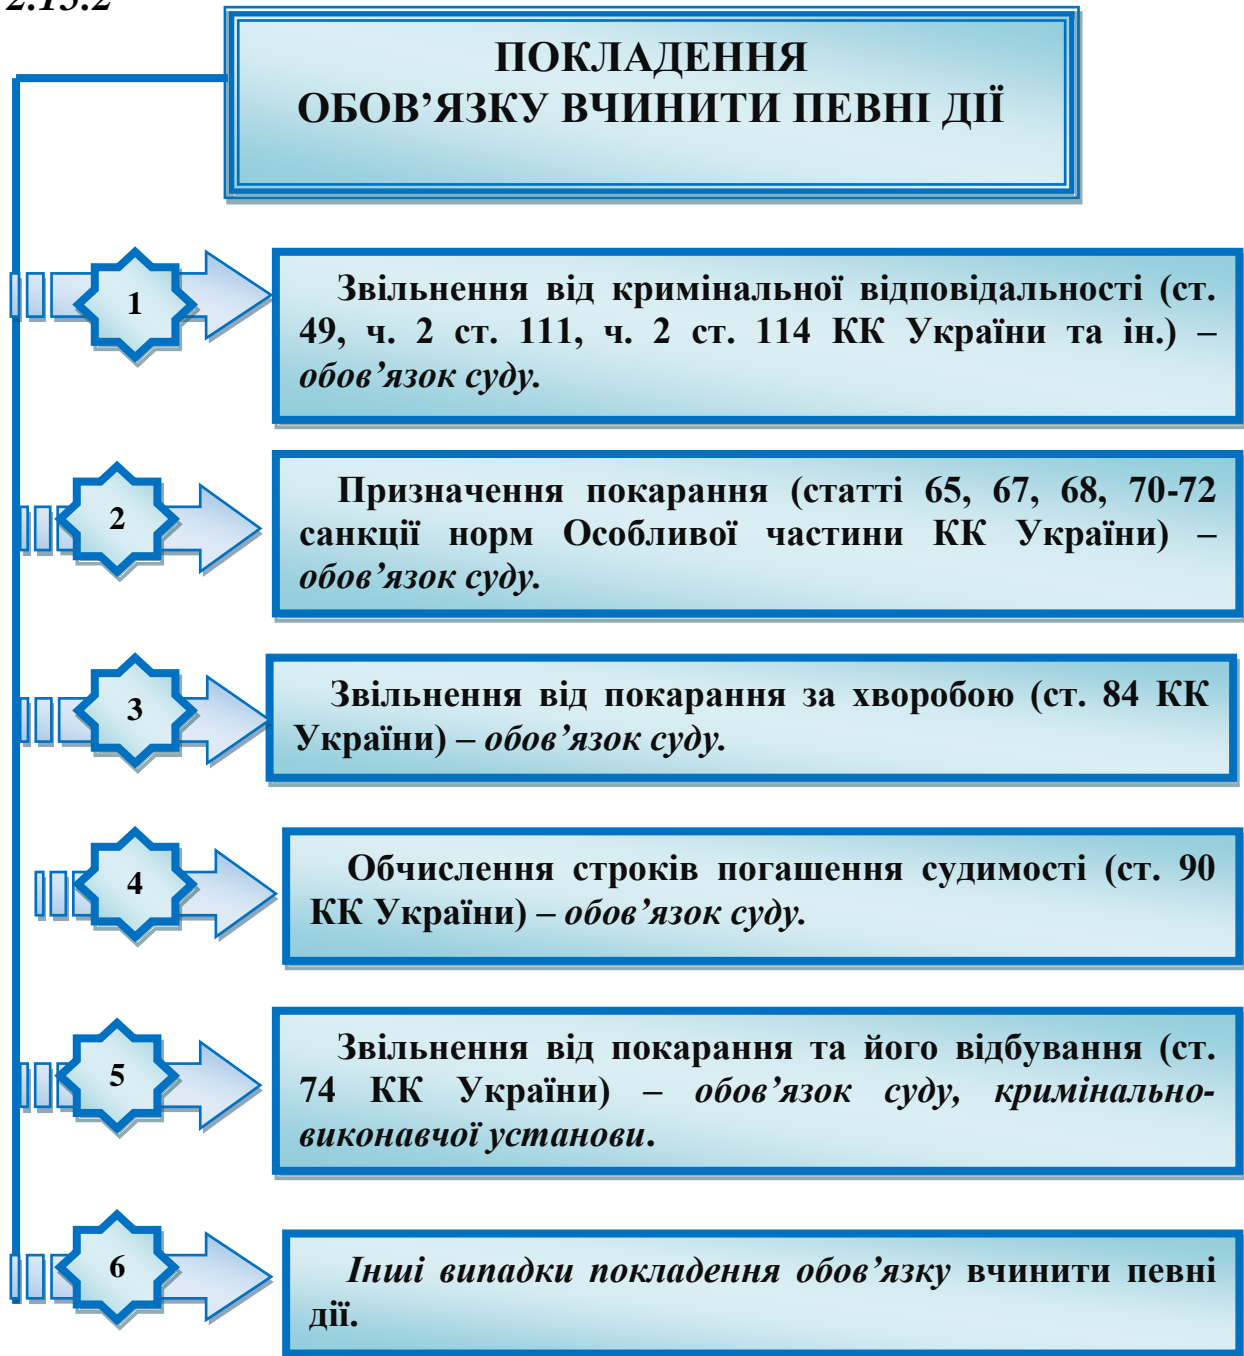 2.13.2
ПОКЛАДЕННЯ
ОБОВ’ЯЗКУ ВЧИНИТИ ПЕВНІ ДІЇ
1
Звільнення від кримінальної відповідальності (ст.
49, ч. 2 ст. 111, ч. 2 ст. 114 КК України та ін.) –
обов’язок суду.
2
Призначення покарання (статті 65, 67, 68, 70-72
санкції норм Особливої частини КК України) –
обов’язок суду.
3
Звільнення від покарання за хворобою (ст. 84 КК
України) – обов’язок суду.
4
Обчислення строків погашення судимості (ст. 90
КК України) – обов’язок суду.
5
Звільнення від покарання та його відбування (ст.
74 КК України) – обов’язок суду, кримінально-
виконавчої установи.
6
Інші випадки покладення обов’язку вчинити певні
дії.